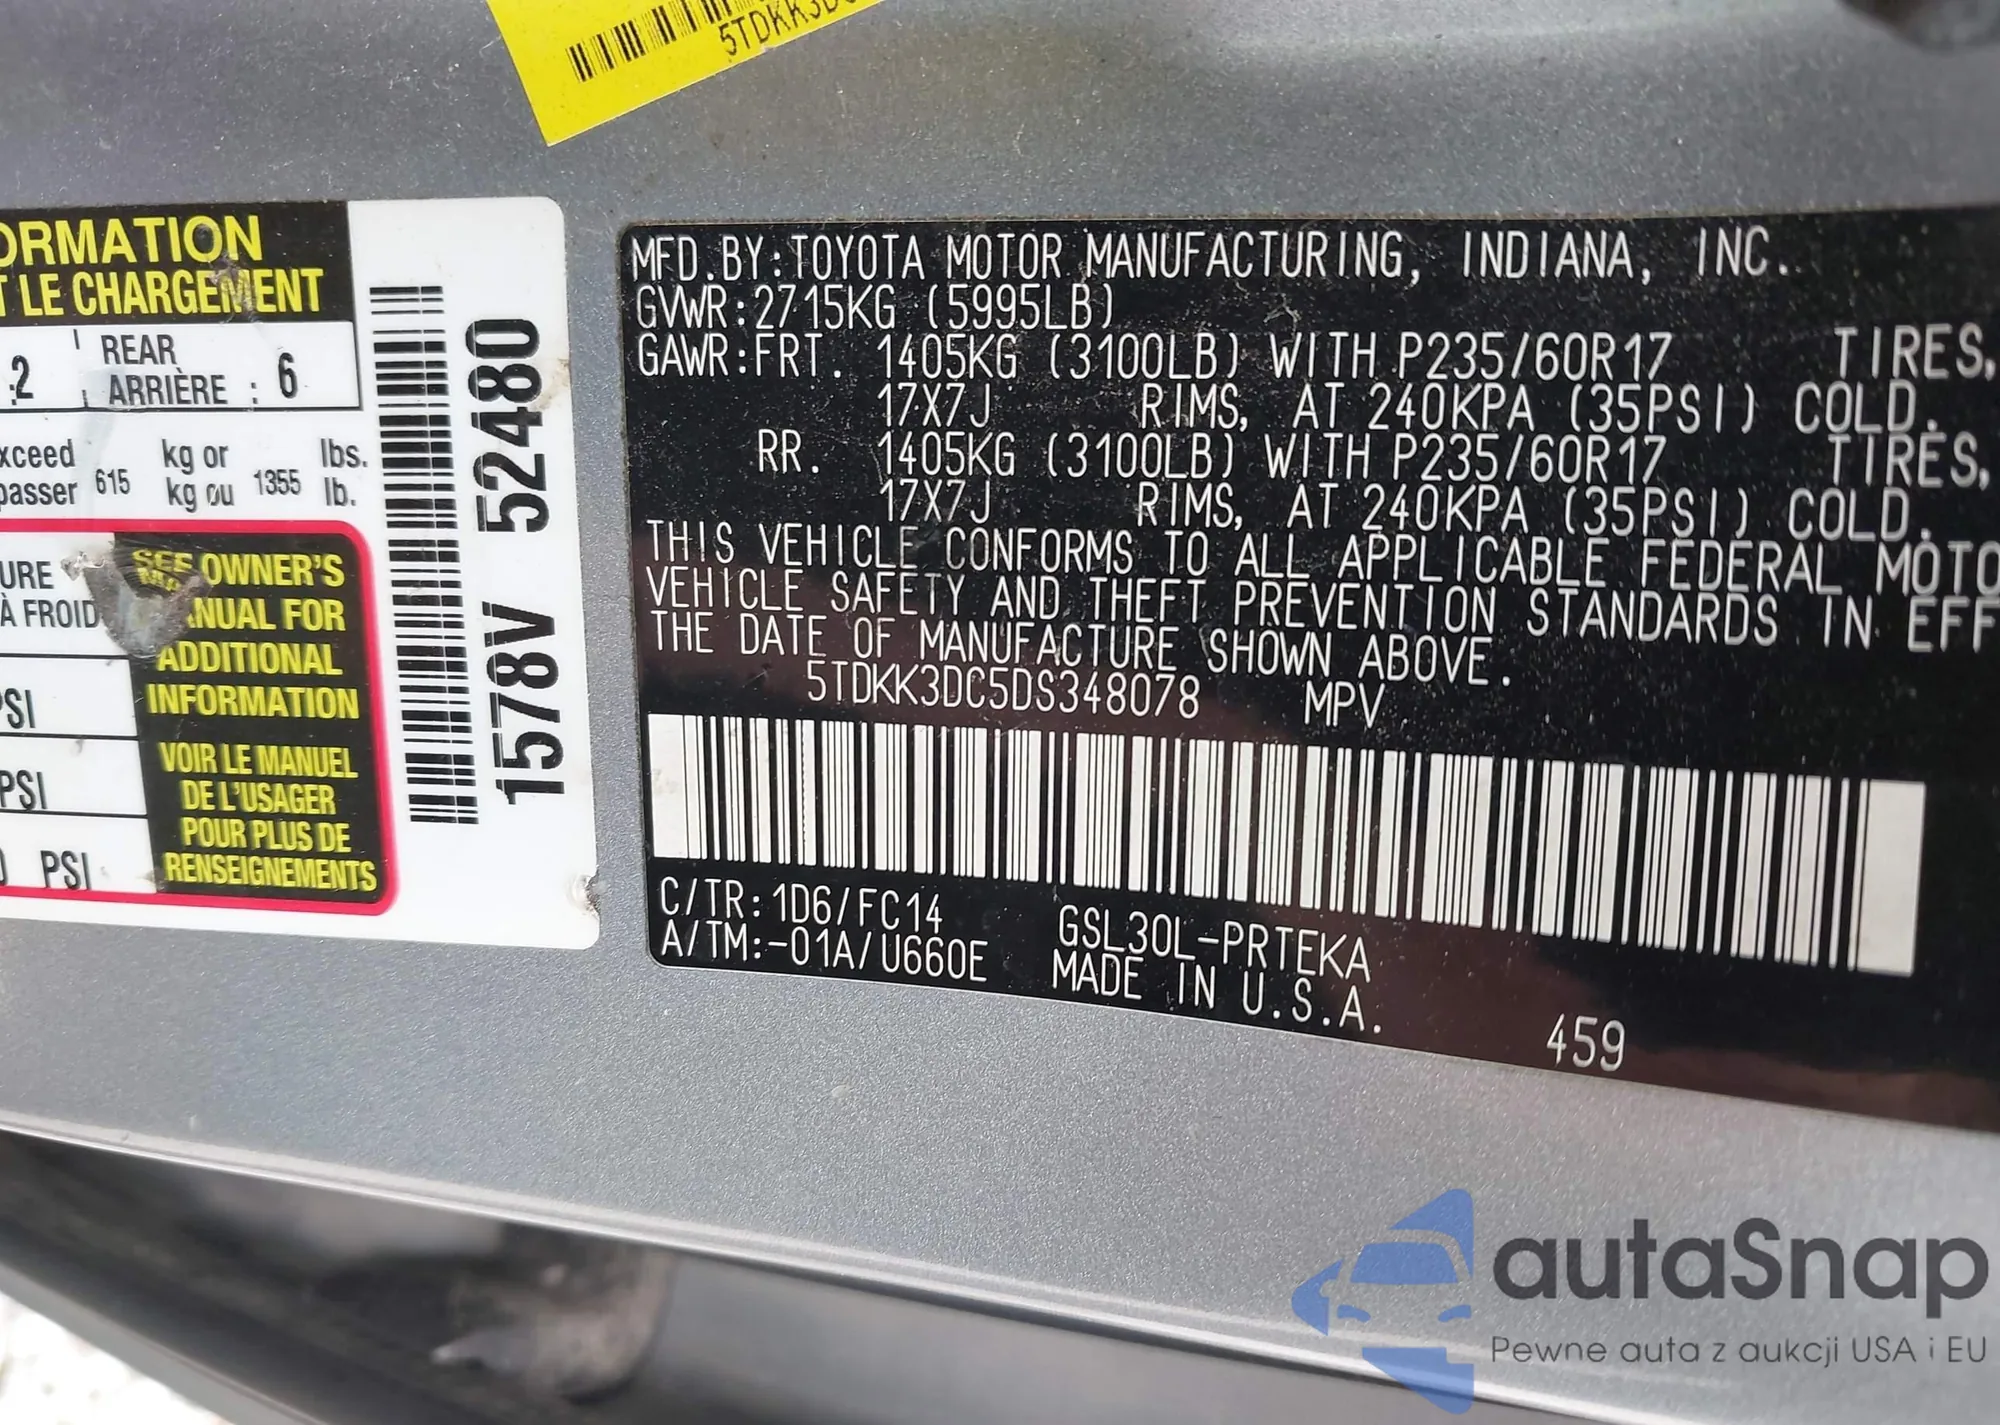 5TDKK3D
ORMATION
T LE CHARGEMENT
2 REAR
ARRIÈRE : 6
xceed 615 kg or 1355 lbs.
passer kg ou lb.
URE
À FROID
PSI
PSI
0 PSI
SEE OWNER'S
MANUAL FOR
ADDITIONAL
INFORMATION
VOIR LE MANUEL
DE L'USAGER
POUR PLUS DE
RENSEIGNEMENTS
1578V 52480
MFD.BY:TOYOTA MOTOR MANUFACTURING, INDIANA, INC.
GVWR:2715KG (5995LB)
GAWR:FRT. 1405KG (3100LB) WITH P235/60R17 TIRES,
17X7J RIMS, AT 240KPA (35PSI) COLD.
RR. 1405KG (3100LB) WITH P235/60R17 TIRES,
17X7J RIMS, AT 240KPA (35PSI) COLD.
THIS VEHICLE CONFORMS TO ALL APPLICABLE FEDERAL MOTO
VEHICLE SAFETY AND THEFT PREVENTION STANDARDS IN EFF
THE DATE OF MANUFACTURE SHOWN ABOVE.
5TDKK3DC5DS348078 MPV
C/TR:1D6/FC14 GSL30L-PRTEKA
A/TM:-01A/U660E MADE IN U.S.A.
459
autaSnap
Pewne auta z aukcji USA i EU